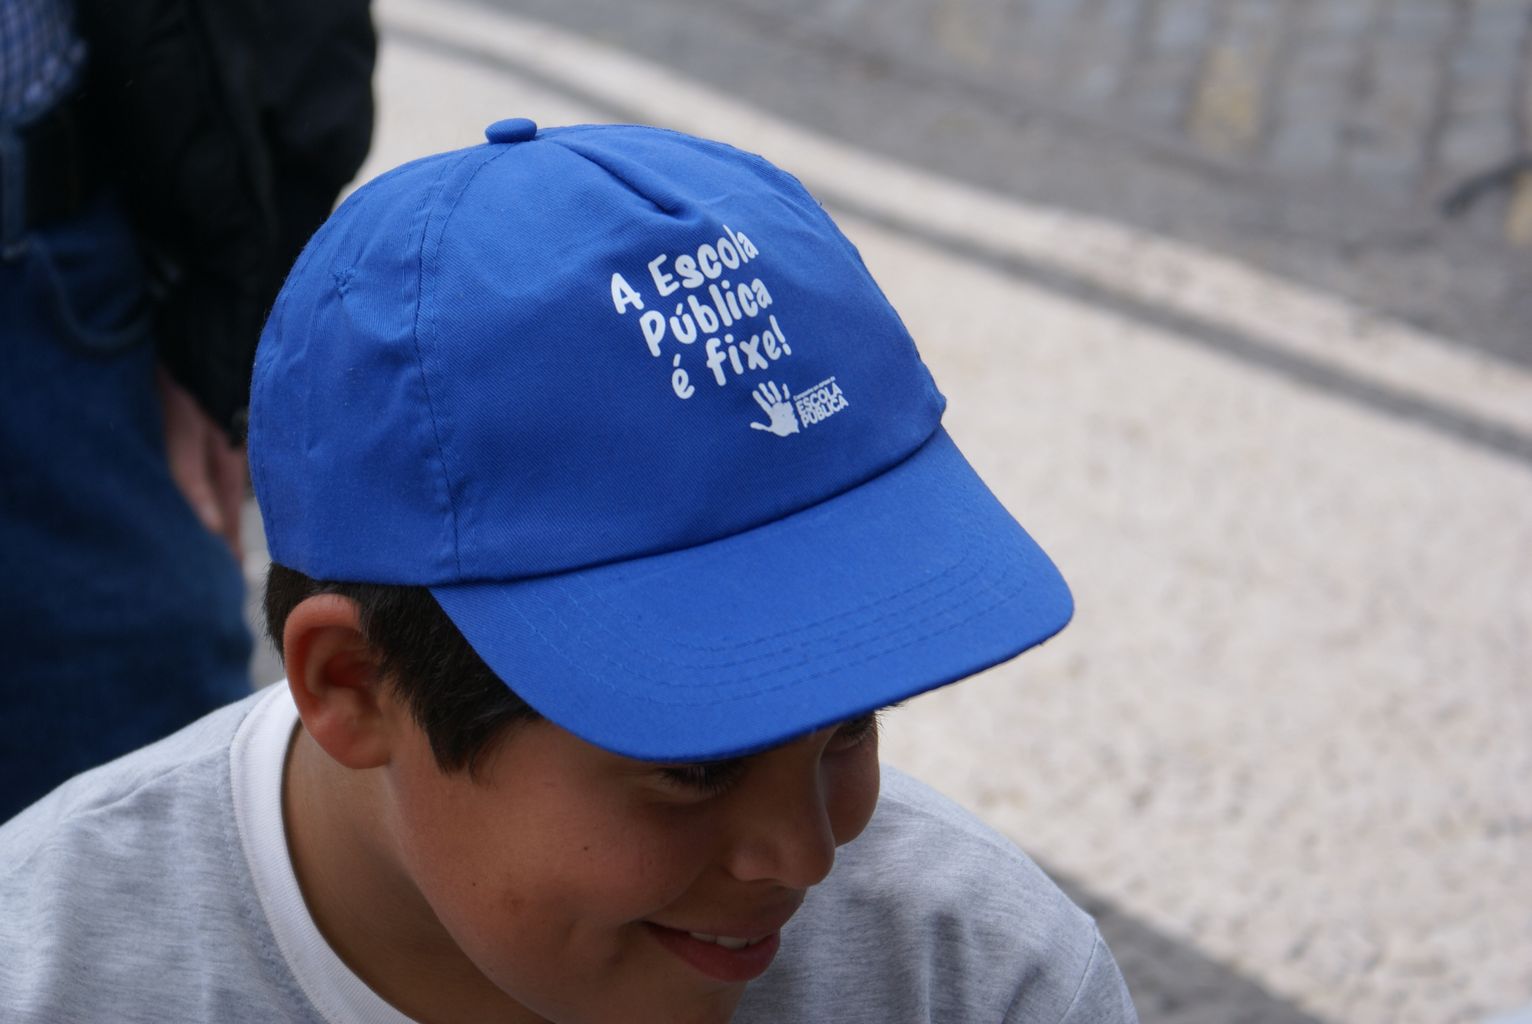 A Escola
Pública
é fixe!
ESCOLA
PÚBLICA